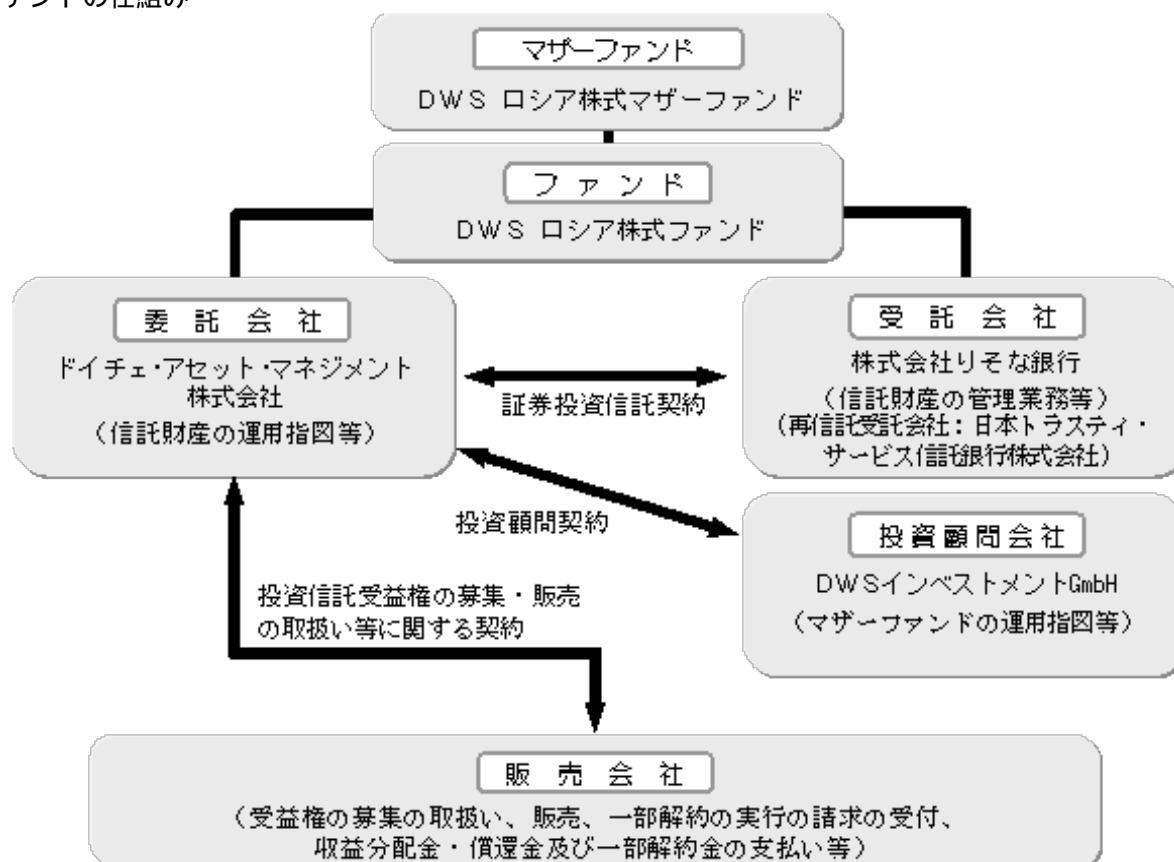 ァンドの仕組み
マザーファンド
DWS ロシア株式マザーファンド
ファンド
DWS ロシア株式ファンド
委託会社
ドイチェ・アセット・マネジメント
株式会社
（信託財産の運用指図等）
証券投資信託契約
受託会社
株式会社りそな銀行
（信託財産の管理業務等）
（再信託受託会社：日本トラスティ・
サービス信託銀行株式会社）
投資顧問契約
投資顧問会社
DWSインベストメントGmbH
（マザーファンドの運用指図等）
投資信託受益権の募集・販売
の取扱い等に関する契約
販売会社
（受益権の募集の取扱い、販売、一部解約の実行の請求の受付、
収益分配金・償還金及び一部解約金の支払い等）